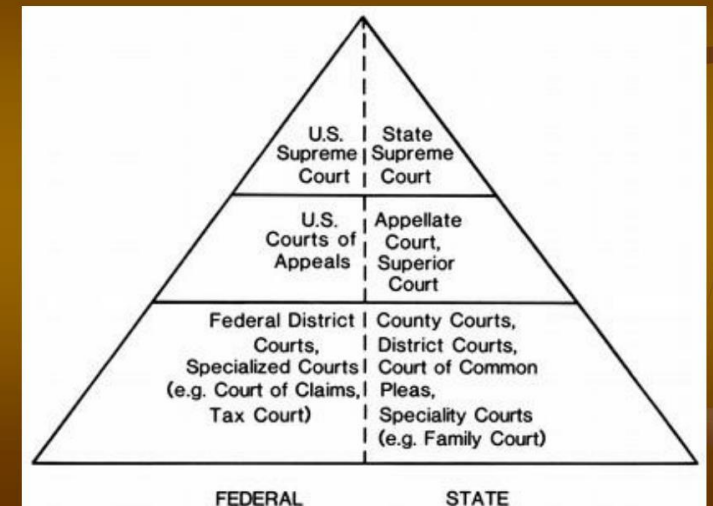 U.S.
Supreme
Court
State
Supreme
Court
U.S.
Courts of
Appeals
Appellate
Court,
Superior
Court
Federal District
Courts,
Specialized Courts
(e.g. Court of Claims,
Tax Court)
County Courts,
District Courts,
Court of Common
Pleas,
Speciality Courts
(e.g. Family Court)
FEDERAL
STATE